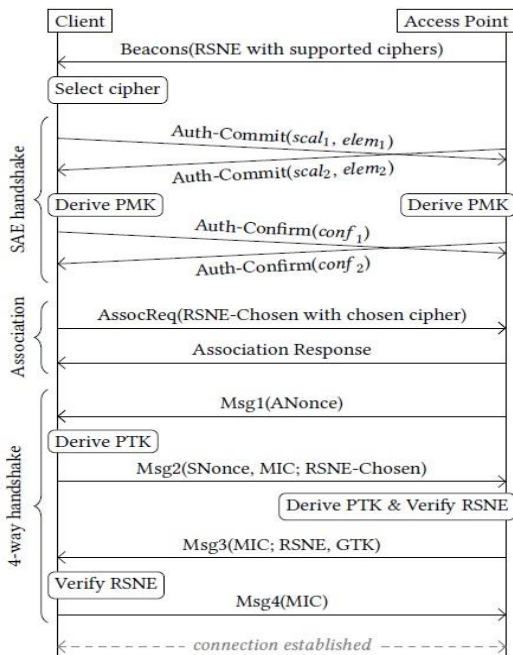 Client
Access Point
Beacons(RSNE with supported ciphers)
Select cipher
SAE handshake
Auth-Commit(scal₁, elem₁)
Auth-Commit(scal₂, elem₂)
Derive PMK
Derive PMK
Auth-Confirm(conf₁)
Auth-Confirm(conf₂)
Association
AssocReq(RSNE-Chosen with chosen cipher)
Association Response
4-way handshake
Msg1(ANonce)
Derive PTK
Msg2(SNonce, MIC; RSNE-Chosen)
Derive PTK & Verify RSNE
Msg3(MIC; RSNE, GTK)
Verify RSNE
Msg4(MIC)
connection established